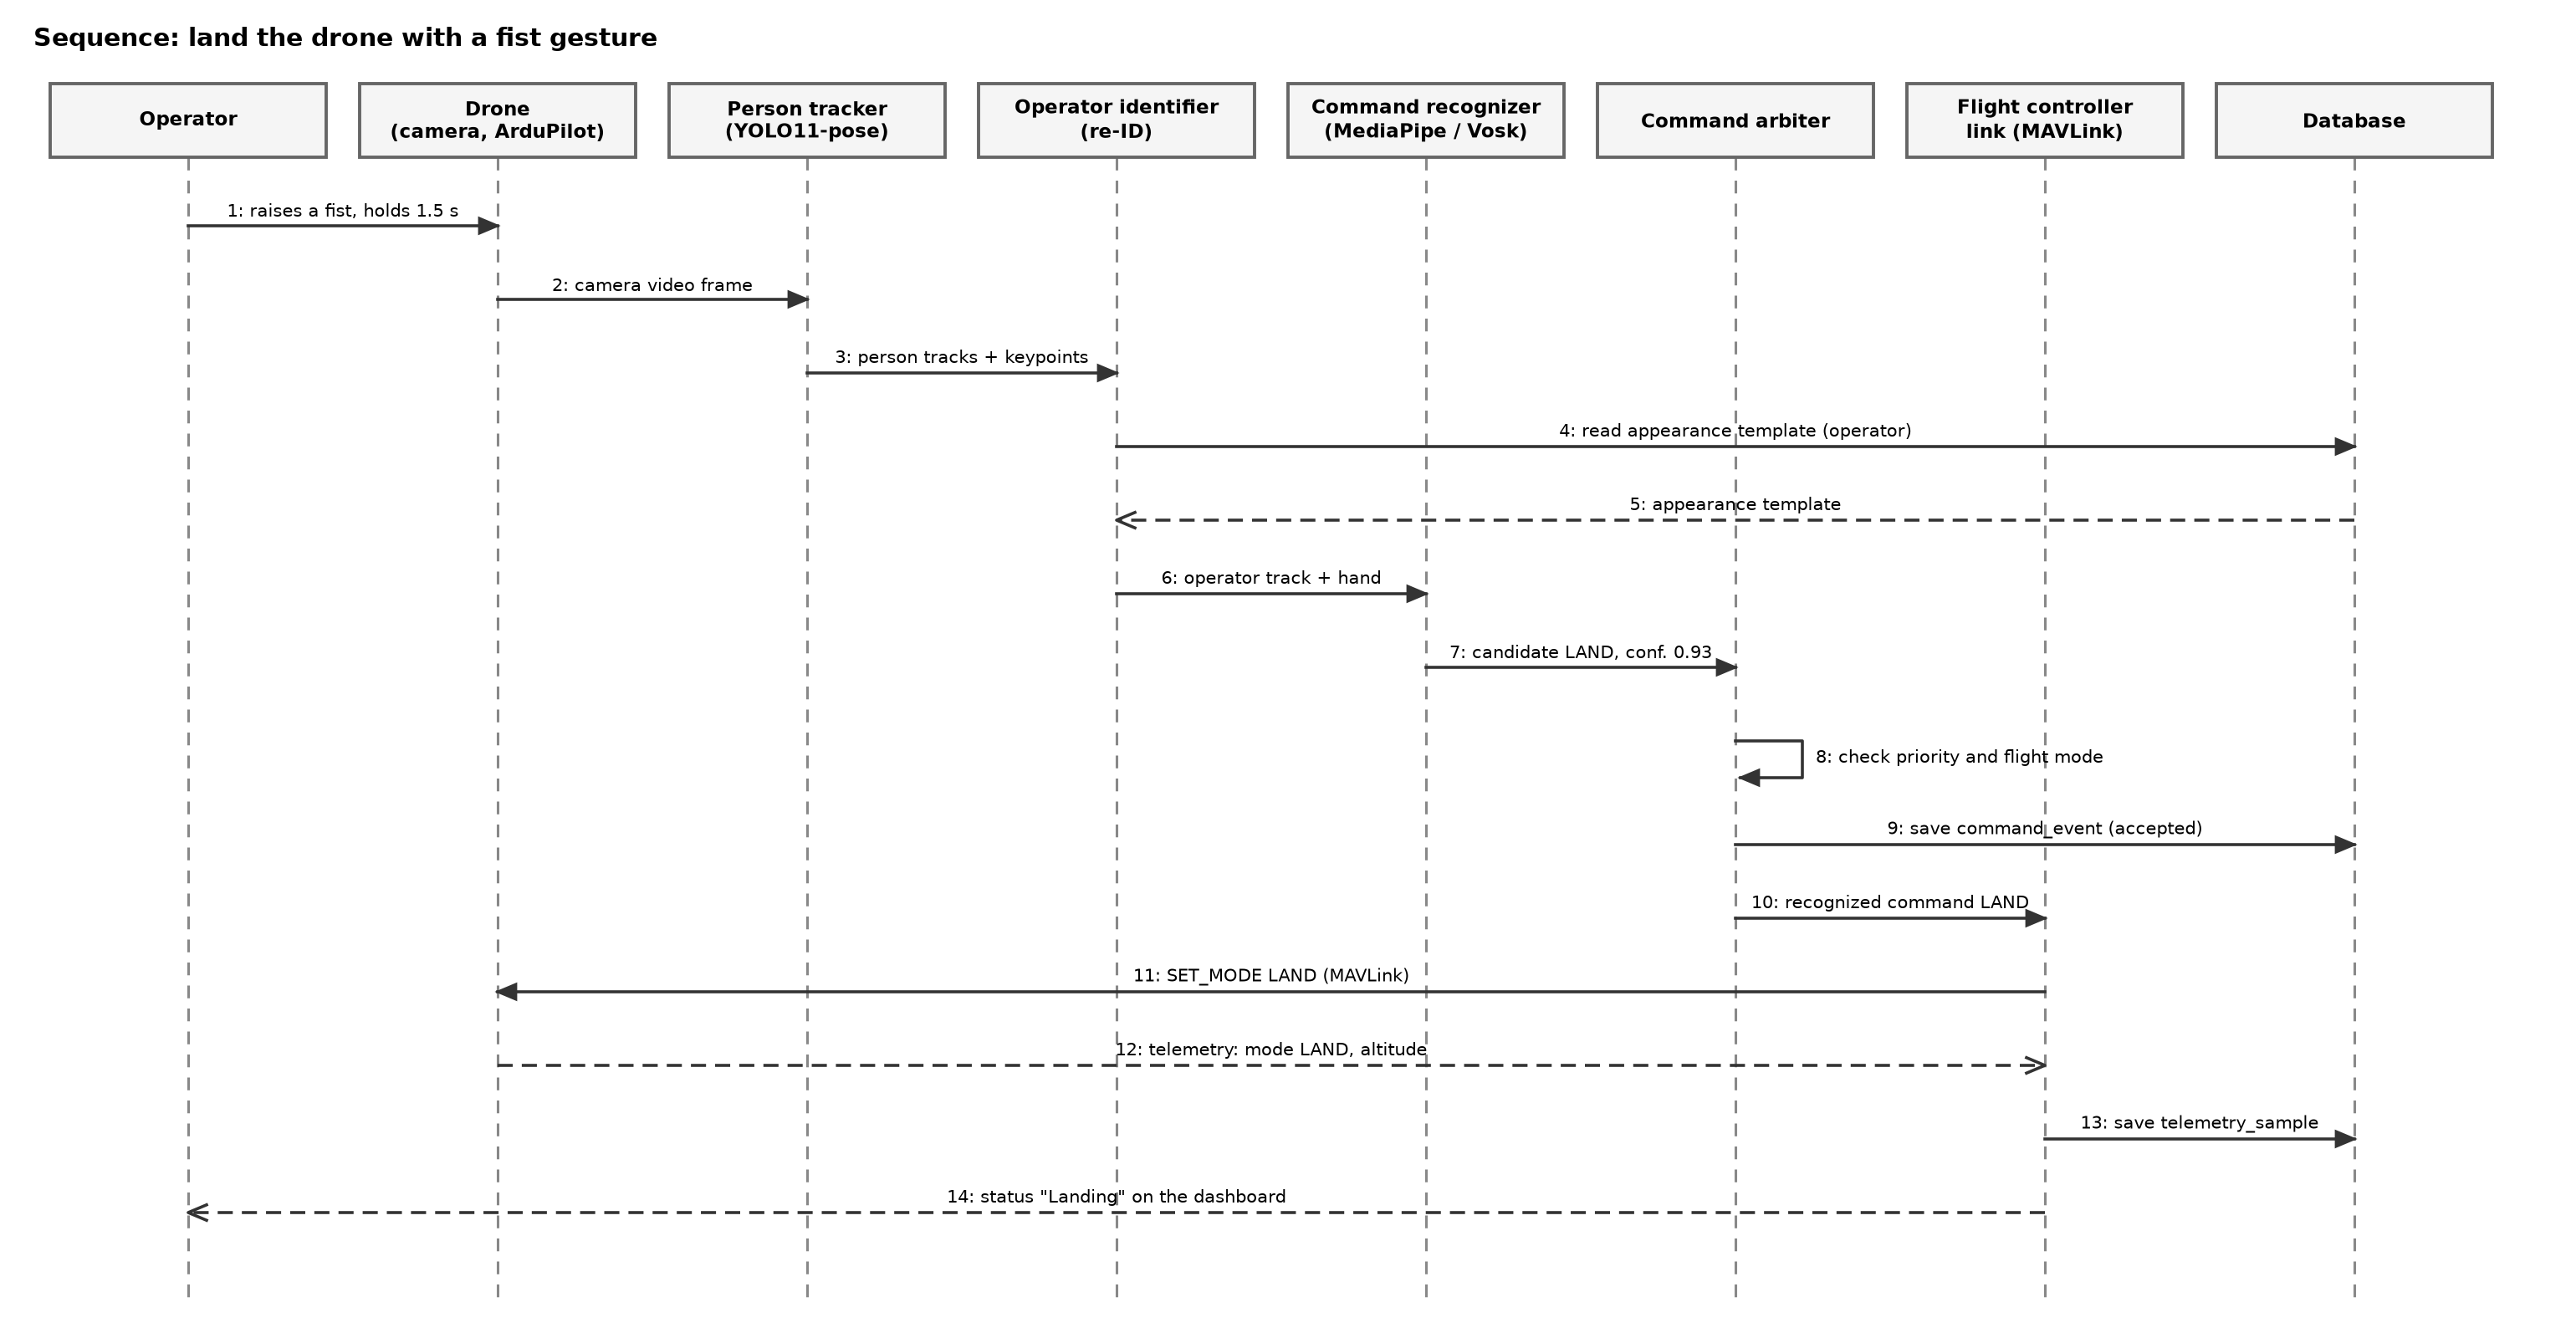 Sequence: land the drone with a fist gesture
Operator
Drone
(camera, ArduPilot)
Person tracker
(YOLO11-pose)
Operator identifier
(re-ID)
Command recognizer
(MediaPipe / Vosk)
Command arbiter
Flight controller
link (MAVLink)
Database
1: raises a fist, holds 1.5 s
2: camera video frame
3: person tracks + keypoints
4: read appearance template (operator)
5: appearance template
6: operator track + hand
7: candidate LAND, conf. 0.93
8: check priority and flight mode
9: save command_event (accepted)
10: recognized command LAND
11: SET_MODE LAND (MAVLink)
12: telemetry: mode LAND, altitude
13: save telemetry_sample
14: status "Landing" on the dashboard